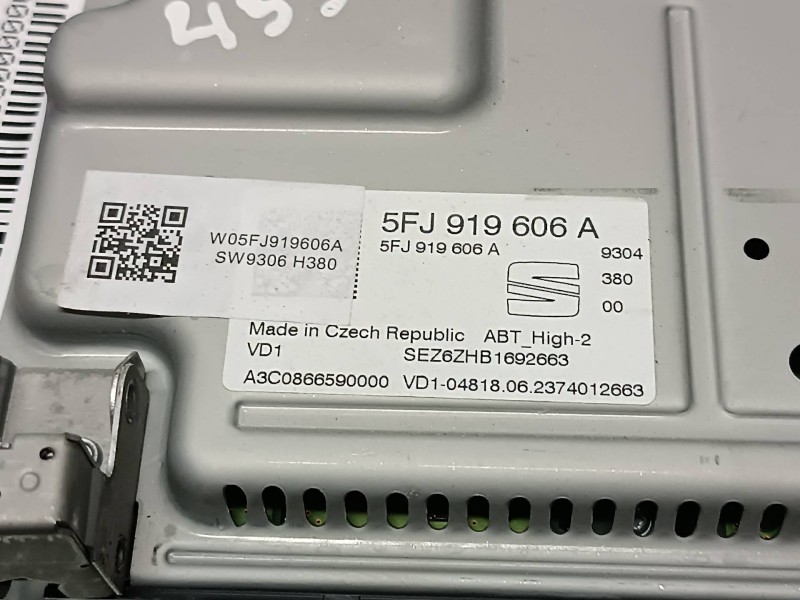 W05FJ919606A
SW9306 H380
5FJ 919 606 A
5FJ 919 606 A
9304
380
00
Made in Czech Republic ABT_High-2
VD1 SEZ6ZHB1692663
A3C0866590000 VD1-04818.06.2374012663